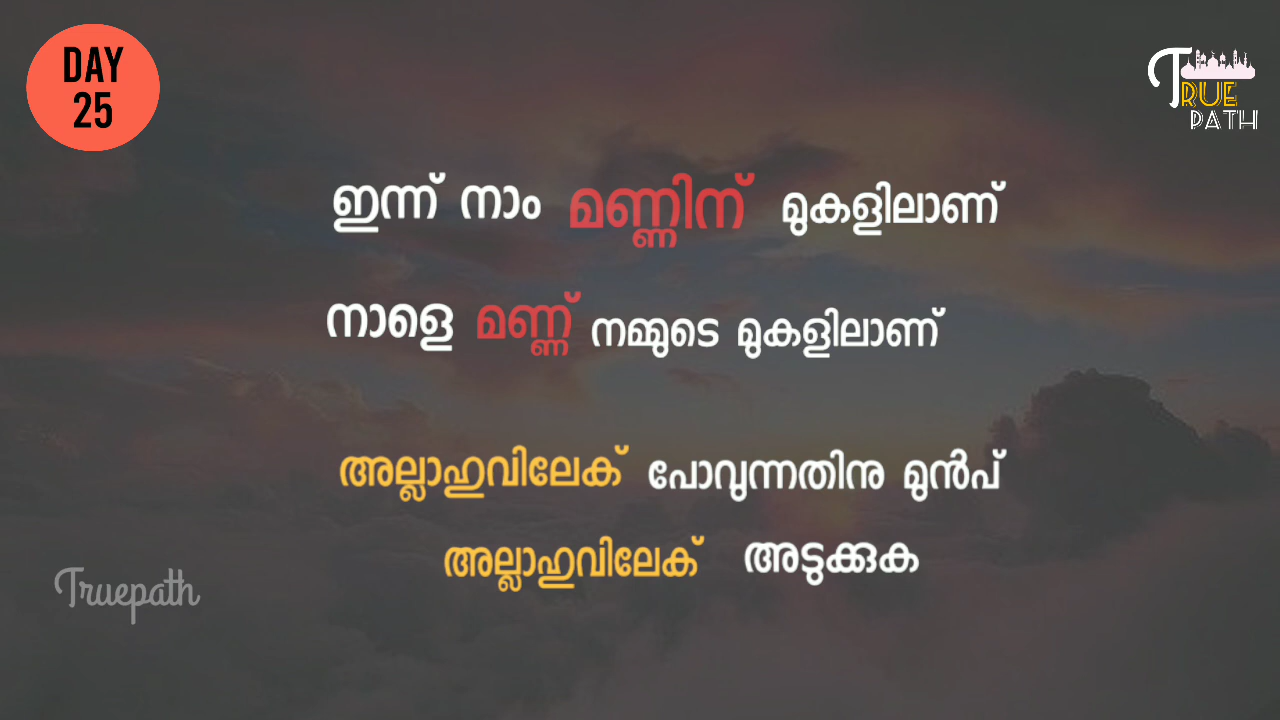 DAY
25
TRUE
PATH
ഇന്ന് നാം മണ്ണിന് മുകളിലാണ്
നാളെ മണ്ണ് നമ്മുടെ മുകളിലാണ്
അല്ലാഹുവിലേക് പോവുന്നതിനു മുൻപ്
അല്ലാഹുവിലേക് അടുക്കുക
Truepath